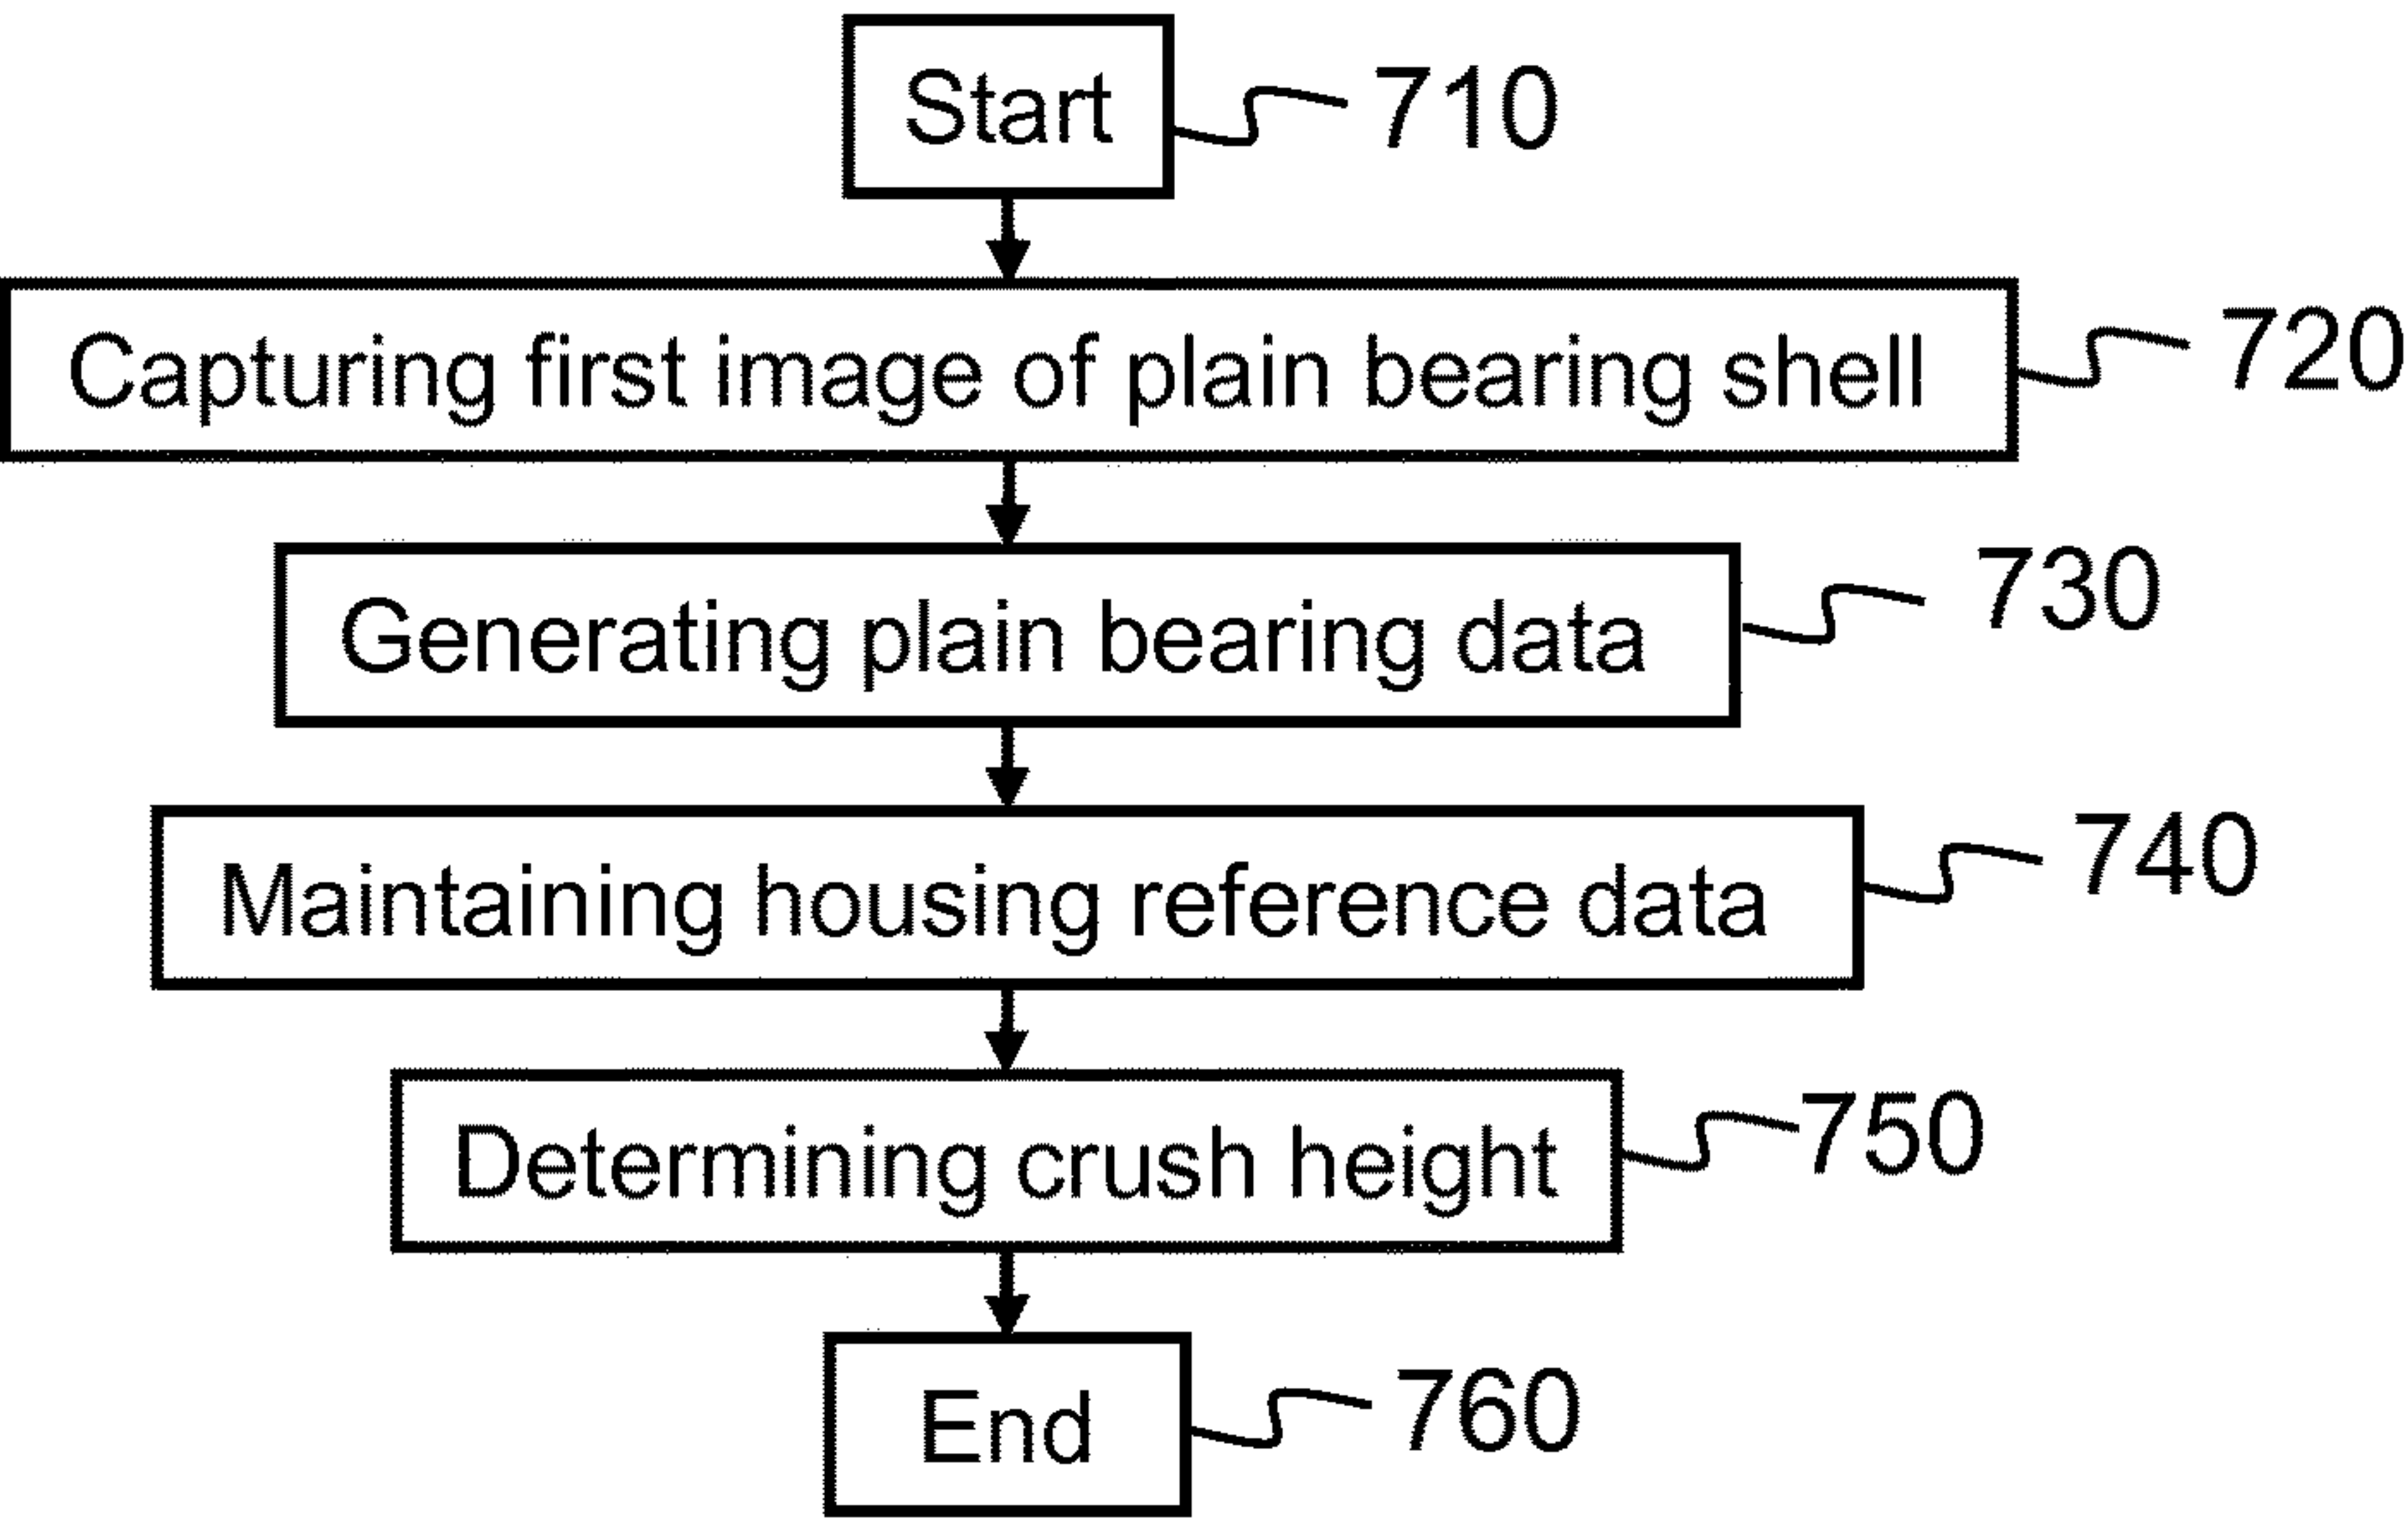 Start 710
Capturing first image of plain bearing shell 720
Generating plain bearing data 730
Maintaining housing reference data 740
Determining crush height 750
End 760